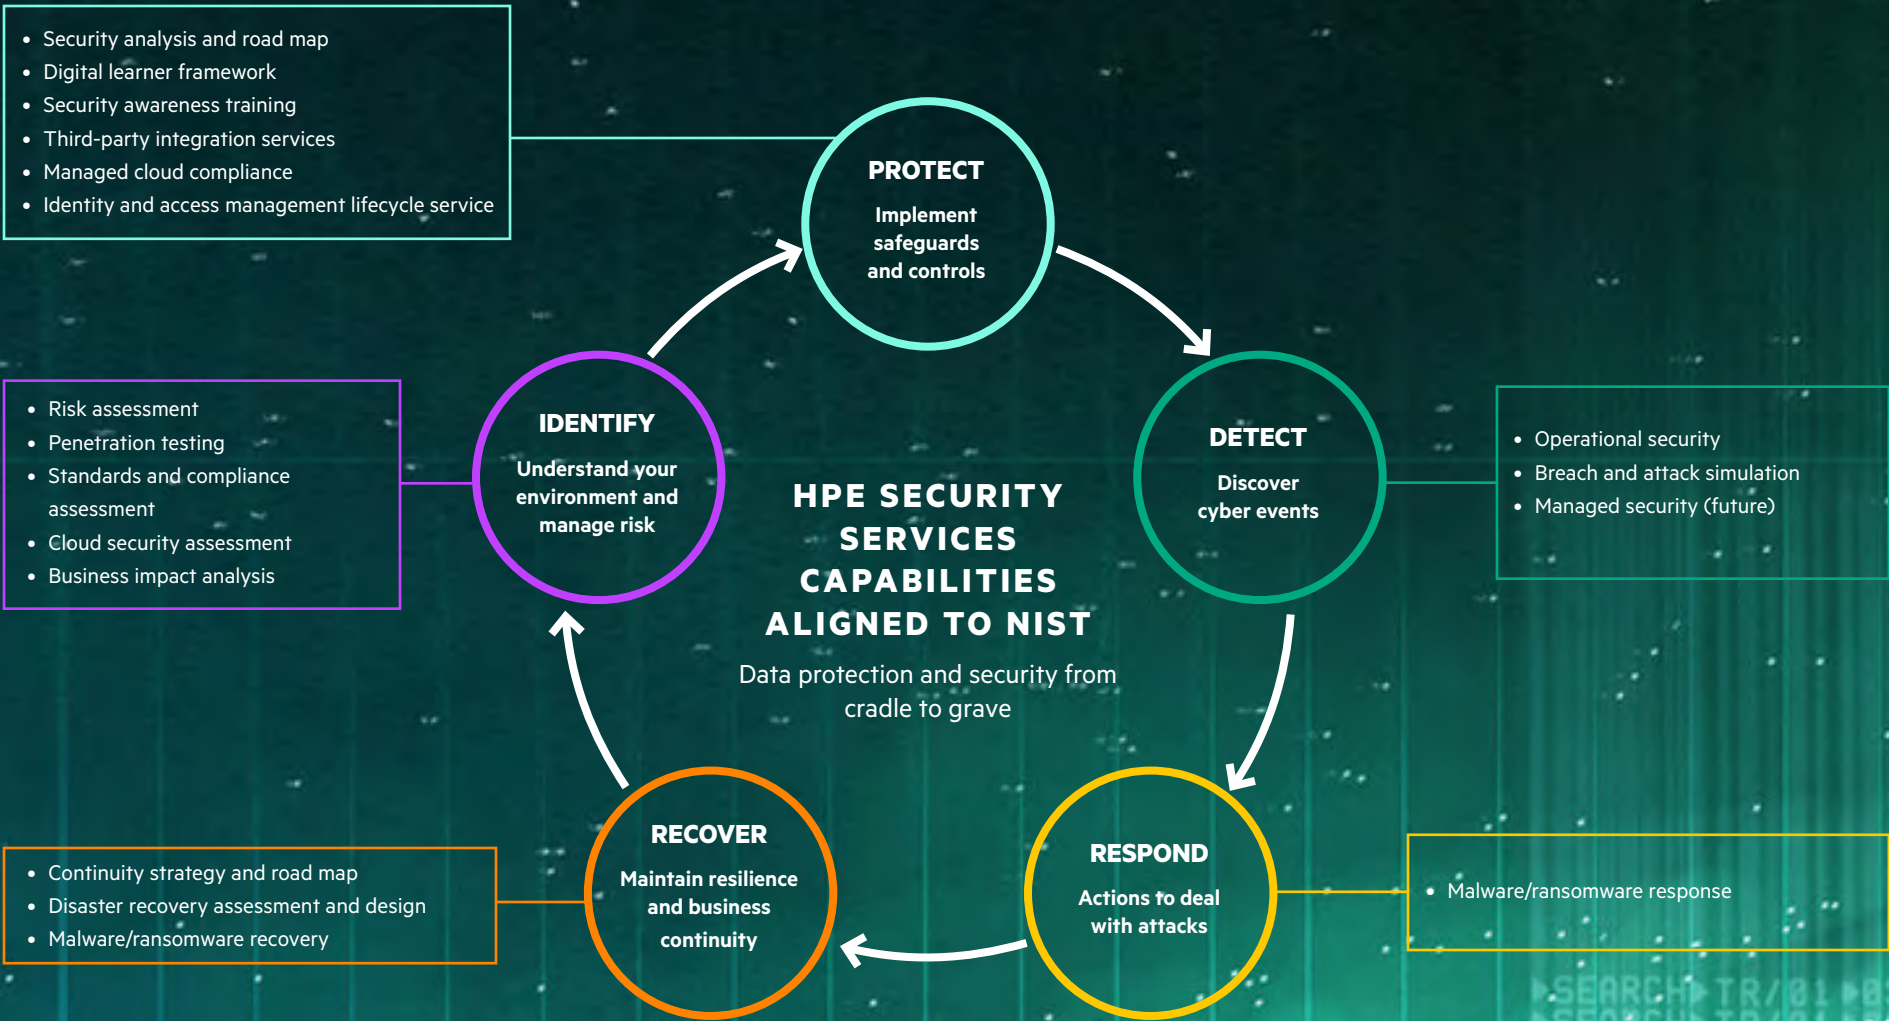 • Security analysis and road map
• Digital learner framework
• Security awareness training
• Third-party integration services
• Managed cloud compliance
• Identity and access management lifecycle service
PROTECT
Implement
safeguards
and controls
• Risk assessment
• Penetration testing
• Standards and compliance
assessment
• Cloud security assessment
• Business impact analysis
IDENTIFY
Understand your
environment and
manage risk
HPE SECURITY
SERVICES
CAPABILITIES
ALIGNED TO NIST
Data protection and security from
cradle to grave
DETECT
Discover
cyber events
• Operational security
• Breach and attack simulation
• Managed security (future)
• Continuity strategy and road map
• Disaster recovery assessment and design
• Malware/ransomware recovery
RECOVER
Maintain resilience
and business
continuity
RESPOND
Actions to deal
with attacks
• Malware/ransomware response
SEARCH TR/01